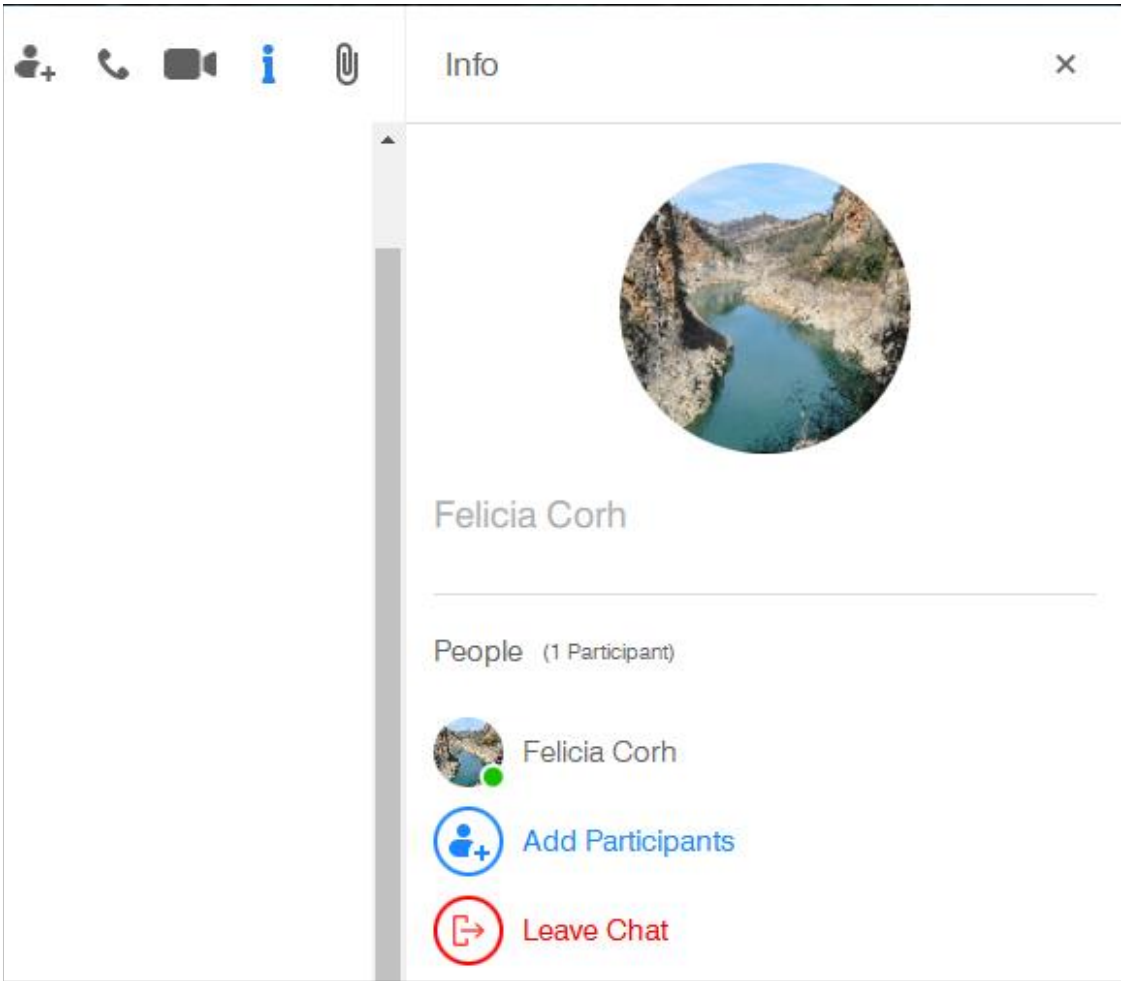 Info
Felicia Corh
People (1 Participant)
Felicia Corh
Add Participants
Leave Chat